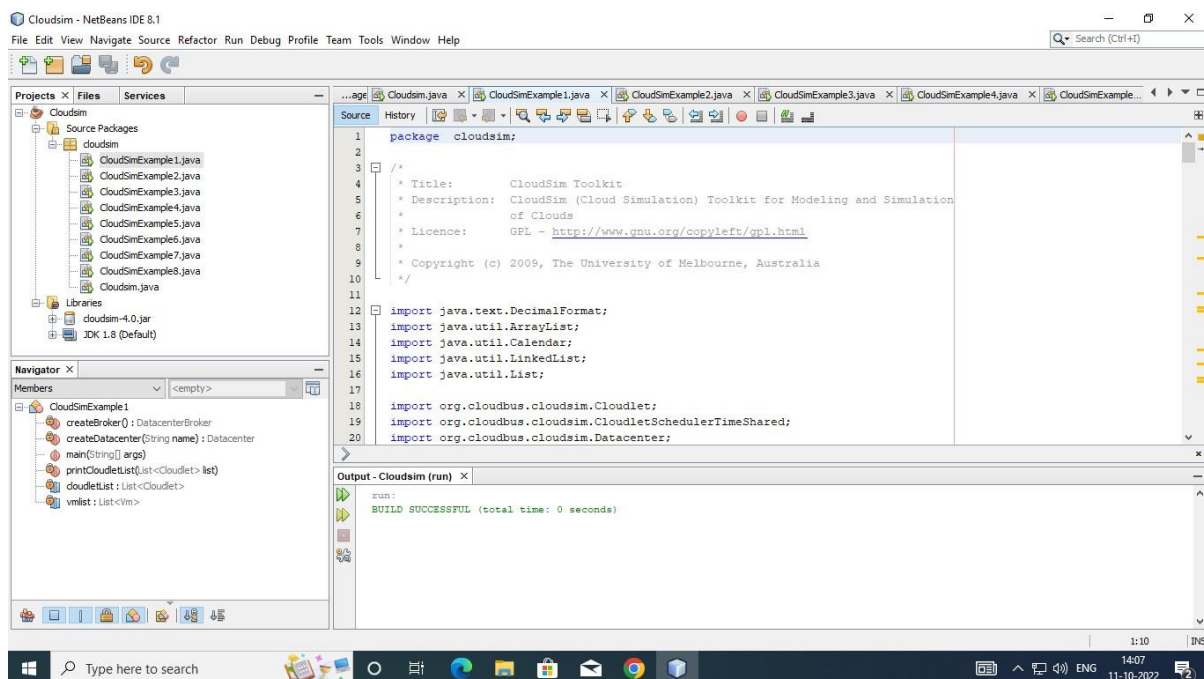 Cloudsim - NetBeans IDE 8.1
File Edit View Navigate Source Refactor Run Debug Profile Team Tools Window Help
Search (Ctrl+I)
Projects Files Services
...age Cloudsim.java CloudSimExample1.java CloudSimExample2.java CloudSimExample3.java CloudSimExample4.java CloudSimExample...
Cloudsim
Source Packages
cloudsim
CloudSimExample1.java
CloudSimExample2.java
CloudSimExample3.java
CloudSimExample4.java
CloudSimExample5.java
CloudSimExample6.java
CloudSimExample7.java
CloudSimExample8.java
Cloudsim.java
Libraries
cloudsim-4.0.jar
JDK 1.8 (Default)
Navigator
Members <empty>
CloudSimExample1
createBroker() : DatacenterBroker
createDatacenter(String name) : Datacenter
main(String[] args)
printCloudletList(List<Cloudlet> list)
cloudletList : List<Cloudlet>
vmlist : List<Vm>
Source History
1 package cloudsim;
2
3 /*
4 * Title: CloudSim Toolkit
5 * Description: CloudSim (Cloud Simulation) Toolkit for Modeling and Simulation
6 * of Clouds
7 * Licence: GPL - http://www.gnu.org/copyleft/gpl.html
8 *
9 * Copyright (c) 2009, The University of Melbourne, Australia
10 */
11
12 import java.text.DecimalFormat;
13 import java.util.ArrayList;
14 import java.util.Calendar;
15 import java.util.LinkedList;
16 import java.util.List;
17
18 import org.cloudbus.cloudsim.Cloudlet;
19 import org.cloudbus.cloudsim.CloudletSchedulerTimeShared;
20 import org.cloudbus.cloudsim.Datacenter;
Output - Cloudsim (run)
run:
BUILD SUCCESSFUL (total time: 0 seconds)
1:10 INS
Type here to search
ENG
14:07
11-10-2022
2